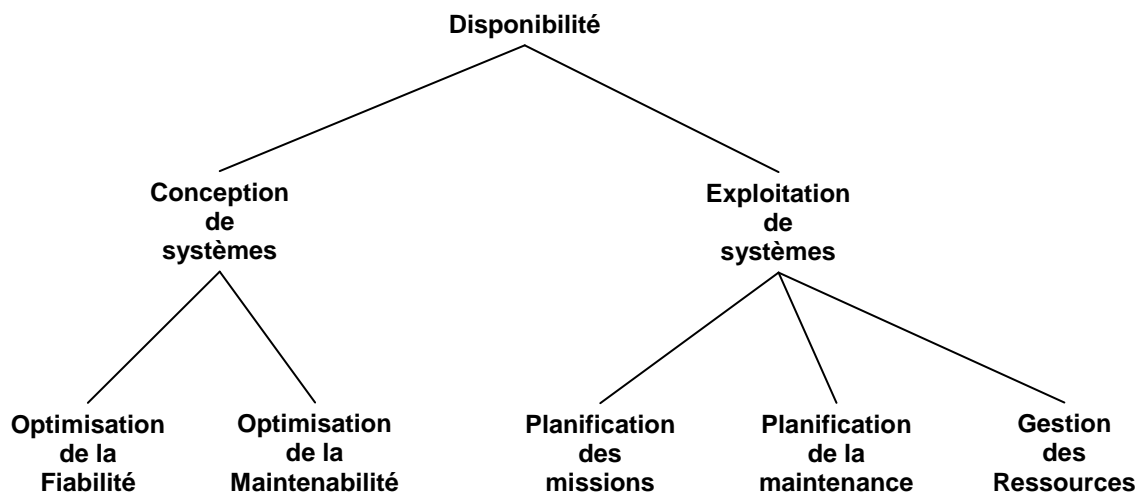 Disponibilité
Conception
de
systèmes
Exploitation
de
systèmes
Optimisation
de la
Fiabilité
Optimisation
de la
Maintenabilité
Planification
des
missions
Planification
de la
maintenance
Gestion
des
Ressources